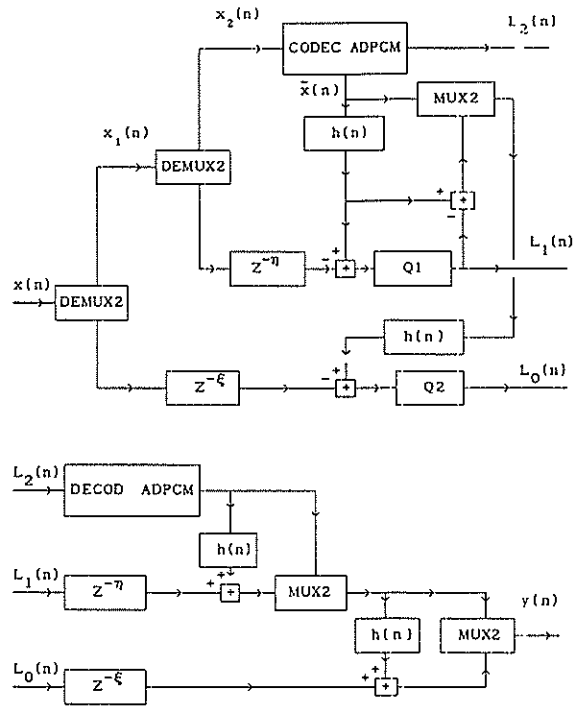 x₂(n) CODEC ADPCM L₂(n)
x̃(n) MUX2
h(n)
x₁(n)
DEMUX2
+ + -
+ L₁(n)
Z^-η - + Q1
x(n) DEMUX2
h(n)
+ L₀(n)
Z^-ξ - + Q2
L₂(n) DECOD ADPCM
h(n)
L₁(n) Z^-η + + + MUX2 y(n)
h(n) MUX2
L₀(n) Z^-ξ + + +